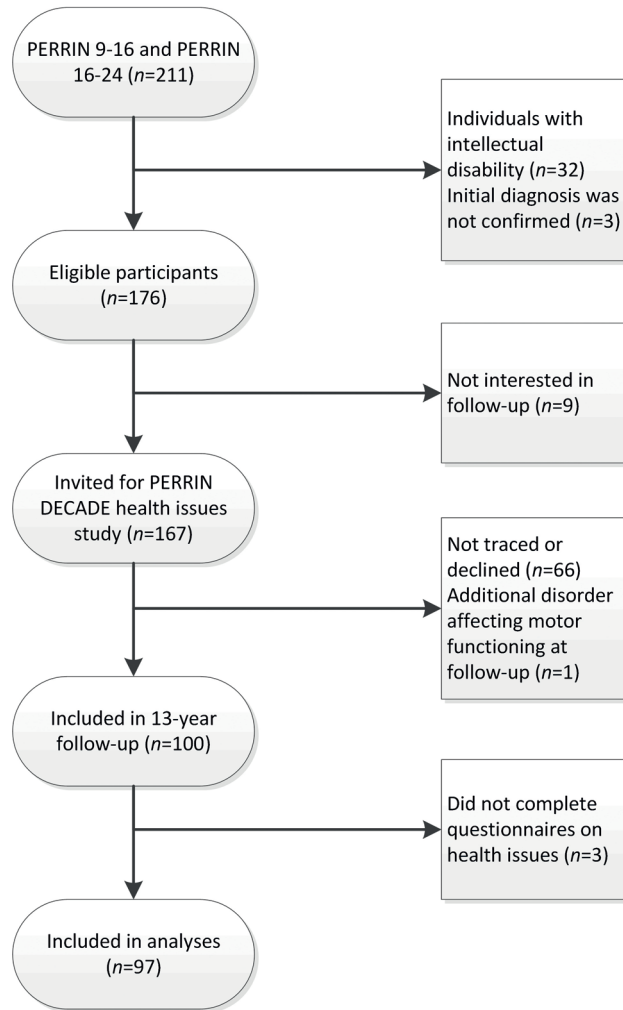 PERRIN 9-16 and PERRIN
16-24 (n=211)
Individuals with
intellectual
disability (n=32)
Initial diagnosis was
not confirmed (n=3)
Eligible participants
(n=176)
Not interested in
follow-up (n=9)
Invited for PERRIN
DECADE health issues
study (n=167)
Not traced or
declined (n=66)
Additional disorder
affecting motor
functioning at
follow-up (n=1)
Included in 13-year
follow-up (n=100)
Did not complete
questionnaires on
health issues (n=3)
Included in analyses
(n=97)